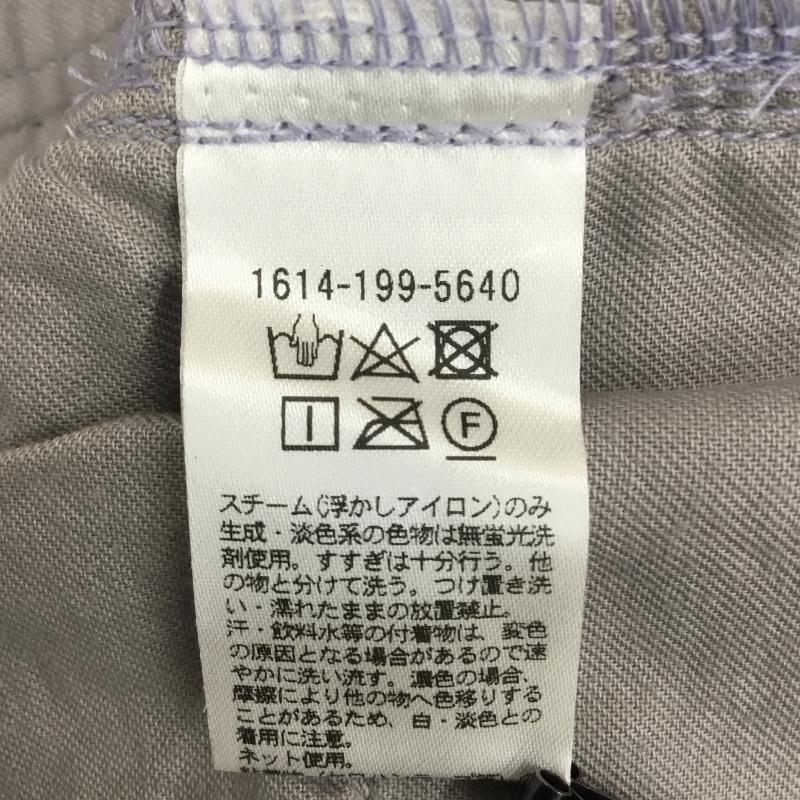 1614-199-5640
F
スチーム(浮かしアイロン)のみ
生成・淡色系の色物は無蛍光洗
剤使用。すすぎは十分行う。他
の物と分けて洗う。つけ置き洗
い・濡れたままの放置禁止。
汗・飲料水等の付着物は、変色
の原因となる場合があるので速
やかに洗い流す。濃色の場合、
摩擦により他の物へ色移りする
ことがあるため、白・淡色との
着用に注意。
ネット使用。